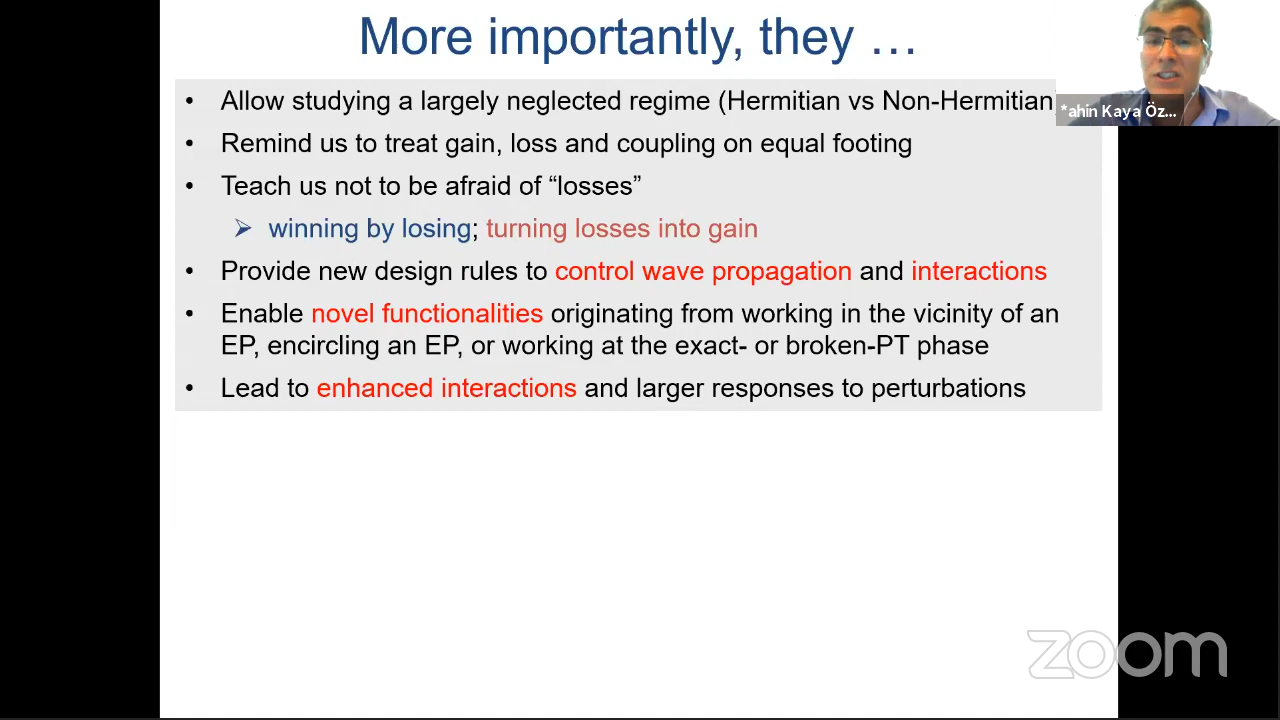 More importantly, they …
• Allow studying a largely neglected regime (Hermitian vs Non-Hermitian
*ahin Kaya Öz...
• Remind us to treat gain, loss and coupling on equal footing
• Teach us not to be afraid of “losses”
➢ winning by losing; turning losses into gain
• Provide new design rules to control wave propagation and interactions
• Enable novel functionalities originating from working in the vicinity of an
EP, encircling an EP, or working at the exact- or broken-PT phase
• Lead to enhanced interactions and larger responses to perturbations
zoom